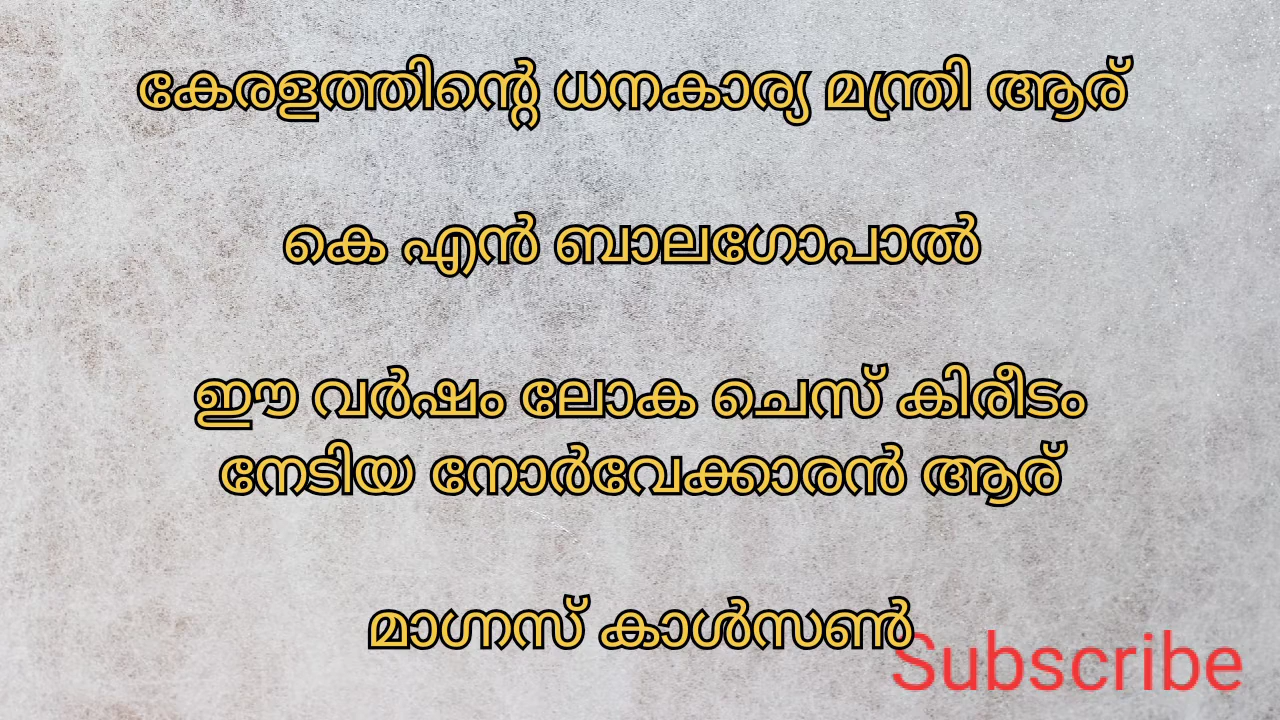 കേരളത്തിന്റെ ധനകാര്യ മന്ത്രി ആര്
കെ എൻ ബാലഗോപാൽ
ഈ വർഷം ലോക ചെസ് കിരീടം
നേടിയ നോർവേക്കാരൻ ആര്
മാഗ്നസ് കാൾസൺ
Subscribe